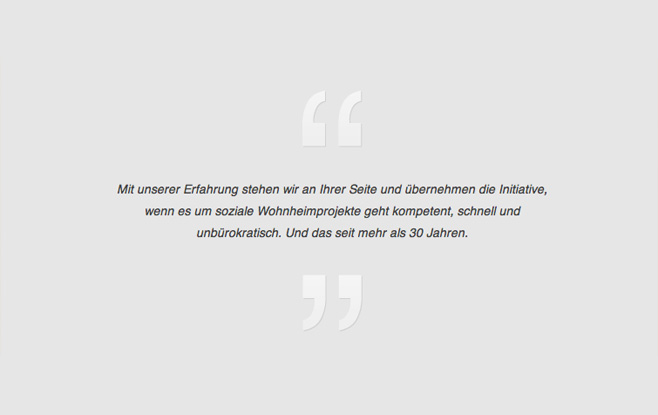 “
Mit unserer Erfahrung stehen wir an Ihrer Seite und übernehmen die Initiative,
wenn es um soziale Wohnheimprojekte geht kompetent, schnell und
unbürokratisch. Und das seit mehr als 30 Jahren.
”